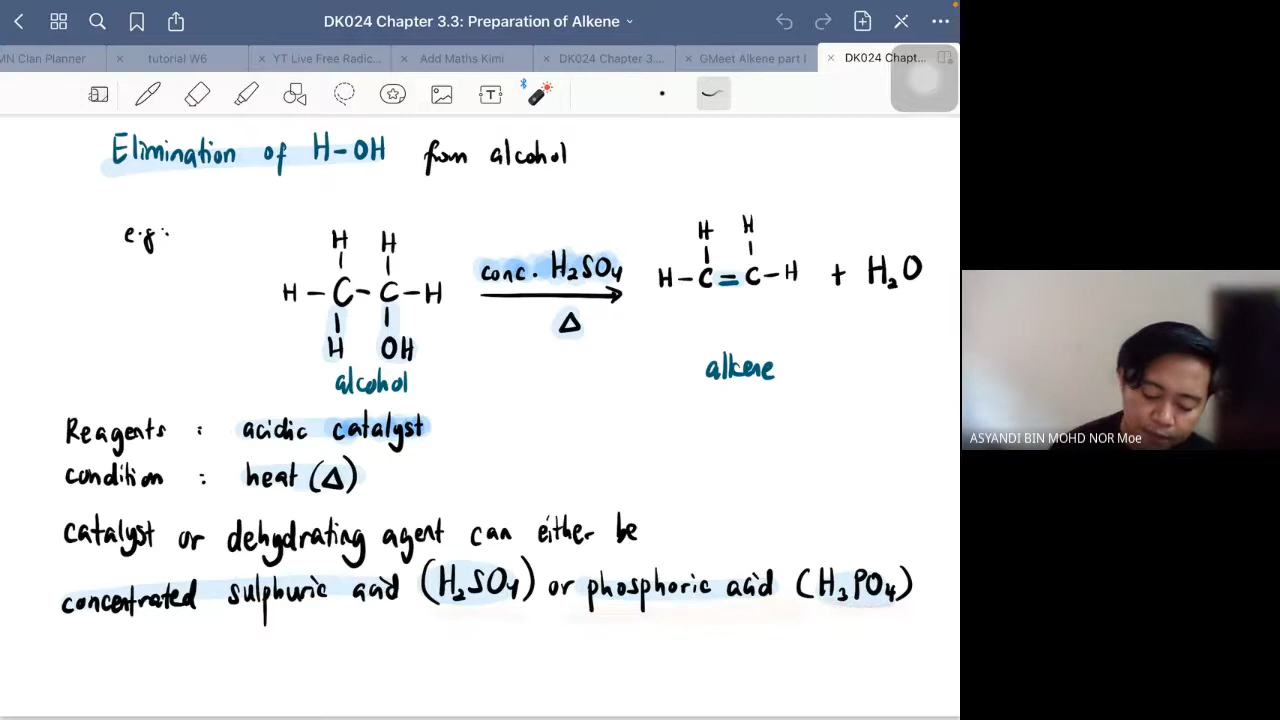 DK024 Chapter 3.3: Preparation of Alkene
MN Clan Planner
tutorial W6
YT Live Free Radic...
Add Maths Kimi
DK024 Chapter 3....
GMeet Alkene part I
DK024 Chapt...
Elimination of H-OH from alcohol
e.g:
H H
H H
H-C-C-H
conc. H₂SO₄
Δ
H-C=C-H + H₂O
H OH
alcohol
alkene
Reagents : acidic catalyst
condition : heat (Δ)
catalyst or dehydrating agent can either be
concentrated sulphuric acid (H₂SO₄) or phosphoric acid (H₃PO₄)
ASYANDI BIN MOHD NOR Moe